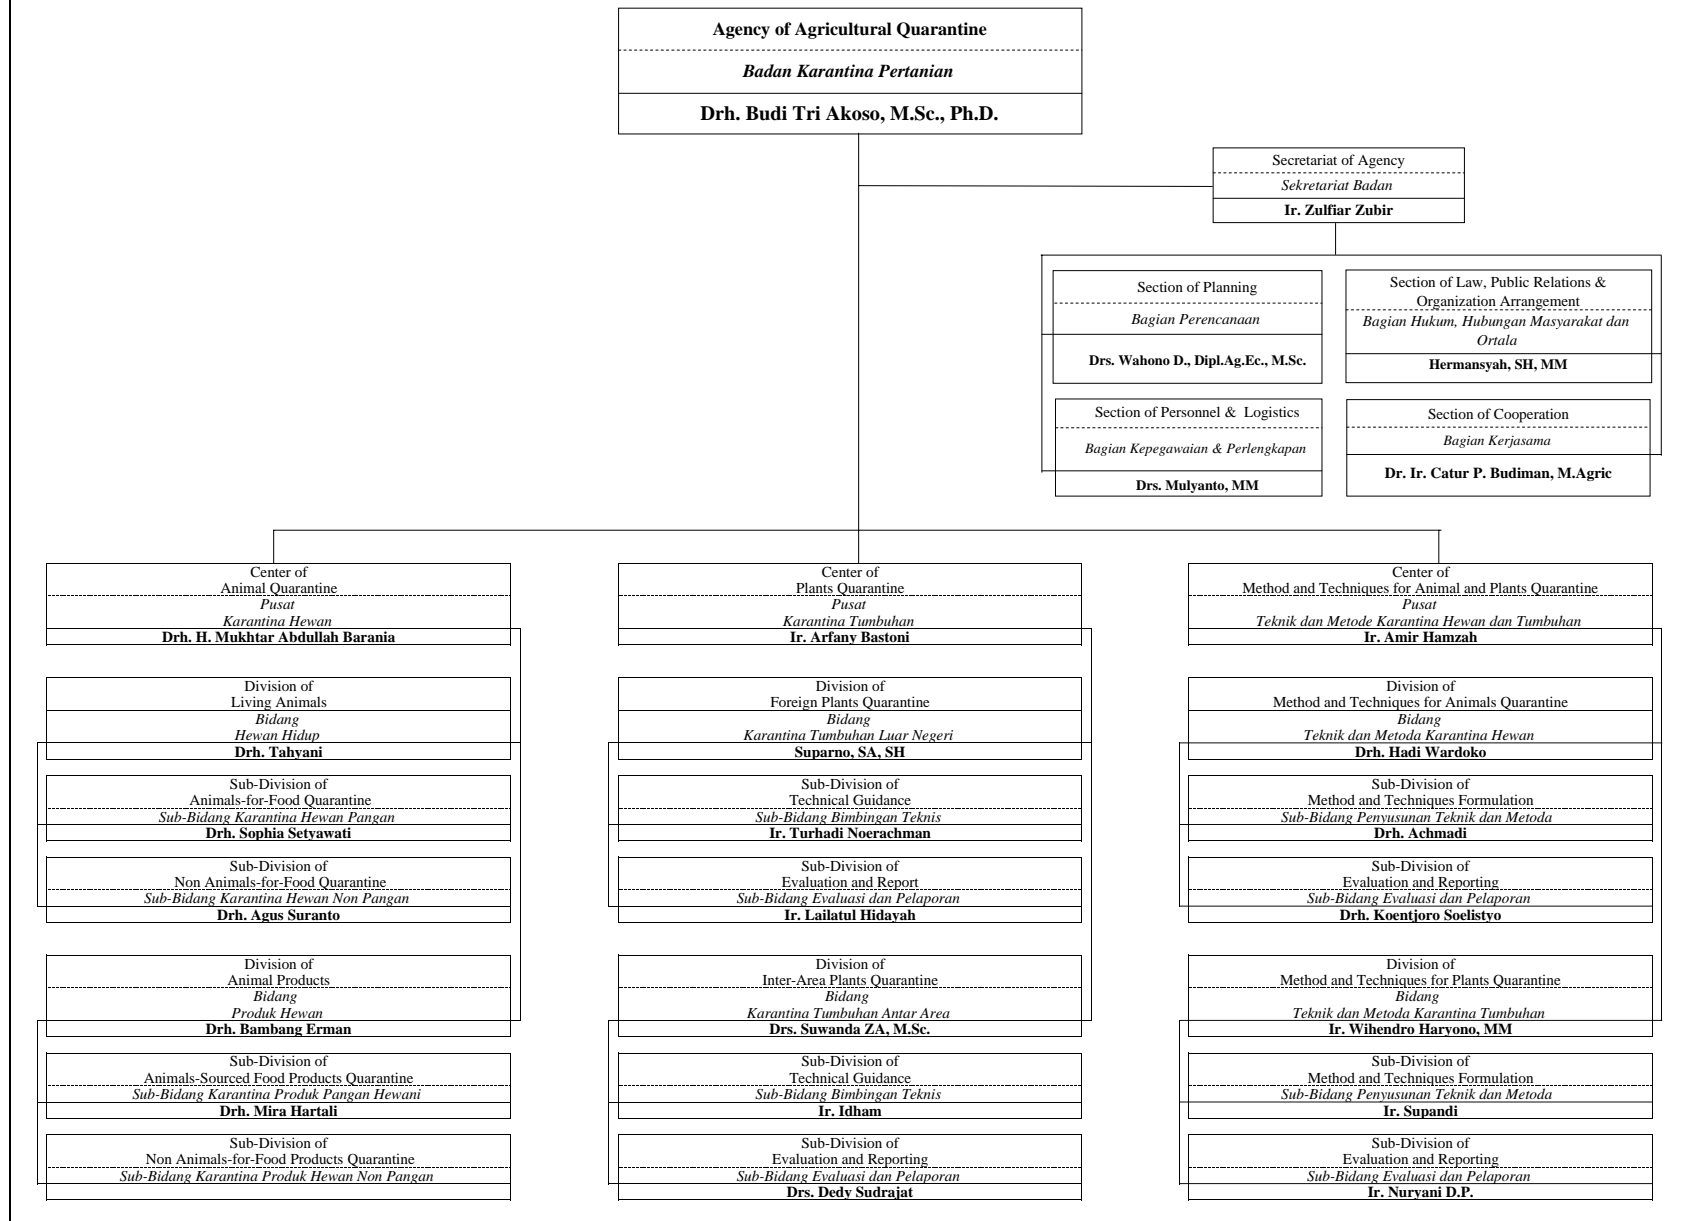 Agency of Agricultural Quarantine
Badan Karantina Pertanian
Drh. Budi Tri Akoso, M.Sc., Ph.D.
Secretariat of Agency
Sekretariat Badan
Ir. Zulfiar Zubir
Section of Planning
Bagian Perencanaan
Drs. Wahono D., Dipl.Ag.Ec., M.Sc.
Section of Law, Public Relations &
Organization Arrangement
Bagian Hukum, Hubungan Masyarakat dan
Ortala
Hermansyah, SH, MM
Section of Personnel & Logistics
Bagian Kepegawaian & Perlengkapan
Drs. Mulyanto, MM
Section of Cooperation
Bagian Kerjasama
Dr. Ir. Catur P. Budiman, M.Agric
Center of
Animal Quarantine
Pusat
Karantina Hewan
Drh. H. Mukhtar Abdullah Barania
Division of
Living Animals
Bidang
Hewan Hidup
Drh. Tahyani
Sub-Division of
Animals-for-Food Quarantine
Sub-Bidang Karantina Hewan Pangan
Drh. Sophia Setyawati
Sub-Division of
Non Animals-for-Food Quarantine
Sub-Bidang Karantina Hewan Non Pangan
Drh. Agus Suranto
Division of
Animal Products
Bidang
Produk Hewan
Drh. Bambang Erman
Sub-Division of
Animals-Sourced Food Products Quarantine
Sub-Bidang Karantina Produk Pangan Hewani
Drh. Mira Hartali
Sub-Division of
Non Animals-for-Food Products Quarantine
Sub-Bidang Karantina Produk Hewan Non Pangan
Center of
Plants Quarantine
Pusat
Karantina Tumbuhan
Ir. Arfany Bastoni
Division of
Foreign Plants Quarantine
Bidang
Karantina Tumbuhan Luar Negeri
Suparno, SA, SH
Sub-Division of
Technical Guidance
Sub-Bidang Bimbingan Teknis
Ir. Turhadi Noerachman
Sub-Division of
Evaluation and Report
Sub-Bidang Evaluasi dan Pelaporan
Ir. Lailatul Hidayah
Division of
Inter-Area Plants Quarantine
Bidang
Karantina Tumbuhan Antar Area
Drs. Suwanda ZA, M.Sc.
Sub-Division of
Technical Guidance
Sub-Bidang Bimbingan Teknis
Ir. Idham
Sub-Division of
Evaluation and Reporting
Sub-Bidang Evaluasi dan Pelaporan
Drs. Dedy Sudrajat
Center of
Method and Techniques for Animal and Plants Quarantine
Pusat
Teknik dan Metode Karantina Hewan dan Tumbuhan
Ir. Amir Hamzah
Division of
Method and Techniques for Animals Quarantine
Bidang
Teknik dan Metoda Karantina Hewan
Drh. Hadi Wardoko
Sub-Division of
Method and Techniques Formulation
Sub-Bidang Penyusunan Teknik dan Metoda
Drh. Achmadi
Sub-Division of
Evaluation and Reporting
Sub-Bidang Evaluasi dan Pelaporan
Drh. Koentjoro Soelistyo
Division of
Method and Techniques for Plants Quarantine
Bidang
Teknik dan Metoda Karantina Tumbuhan
Ir. Wihendro Haryono, MM
Sub-Division of
Method and Techniques Formulation
Sub-Bidang Penyusunan Teknik dan Metoda
Ir. Supandi
Sub-Division of
Evaluation and Reporting
Sub-Bidang Evaluasi dan Pelaporan
Ir. Nuryani D.P.